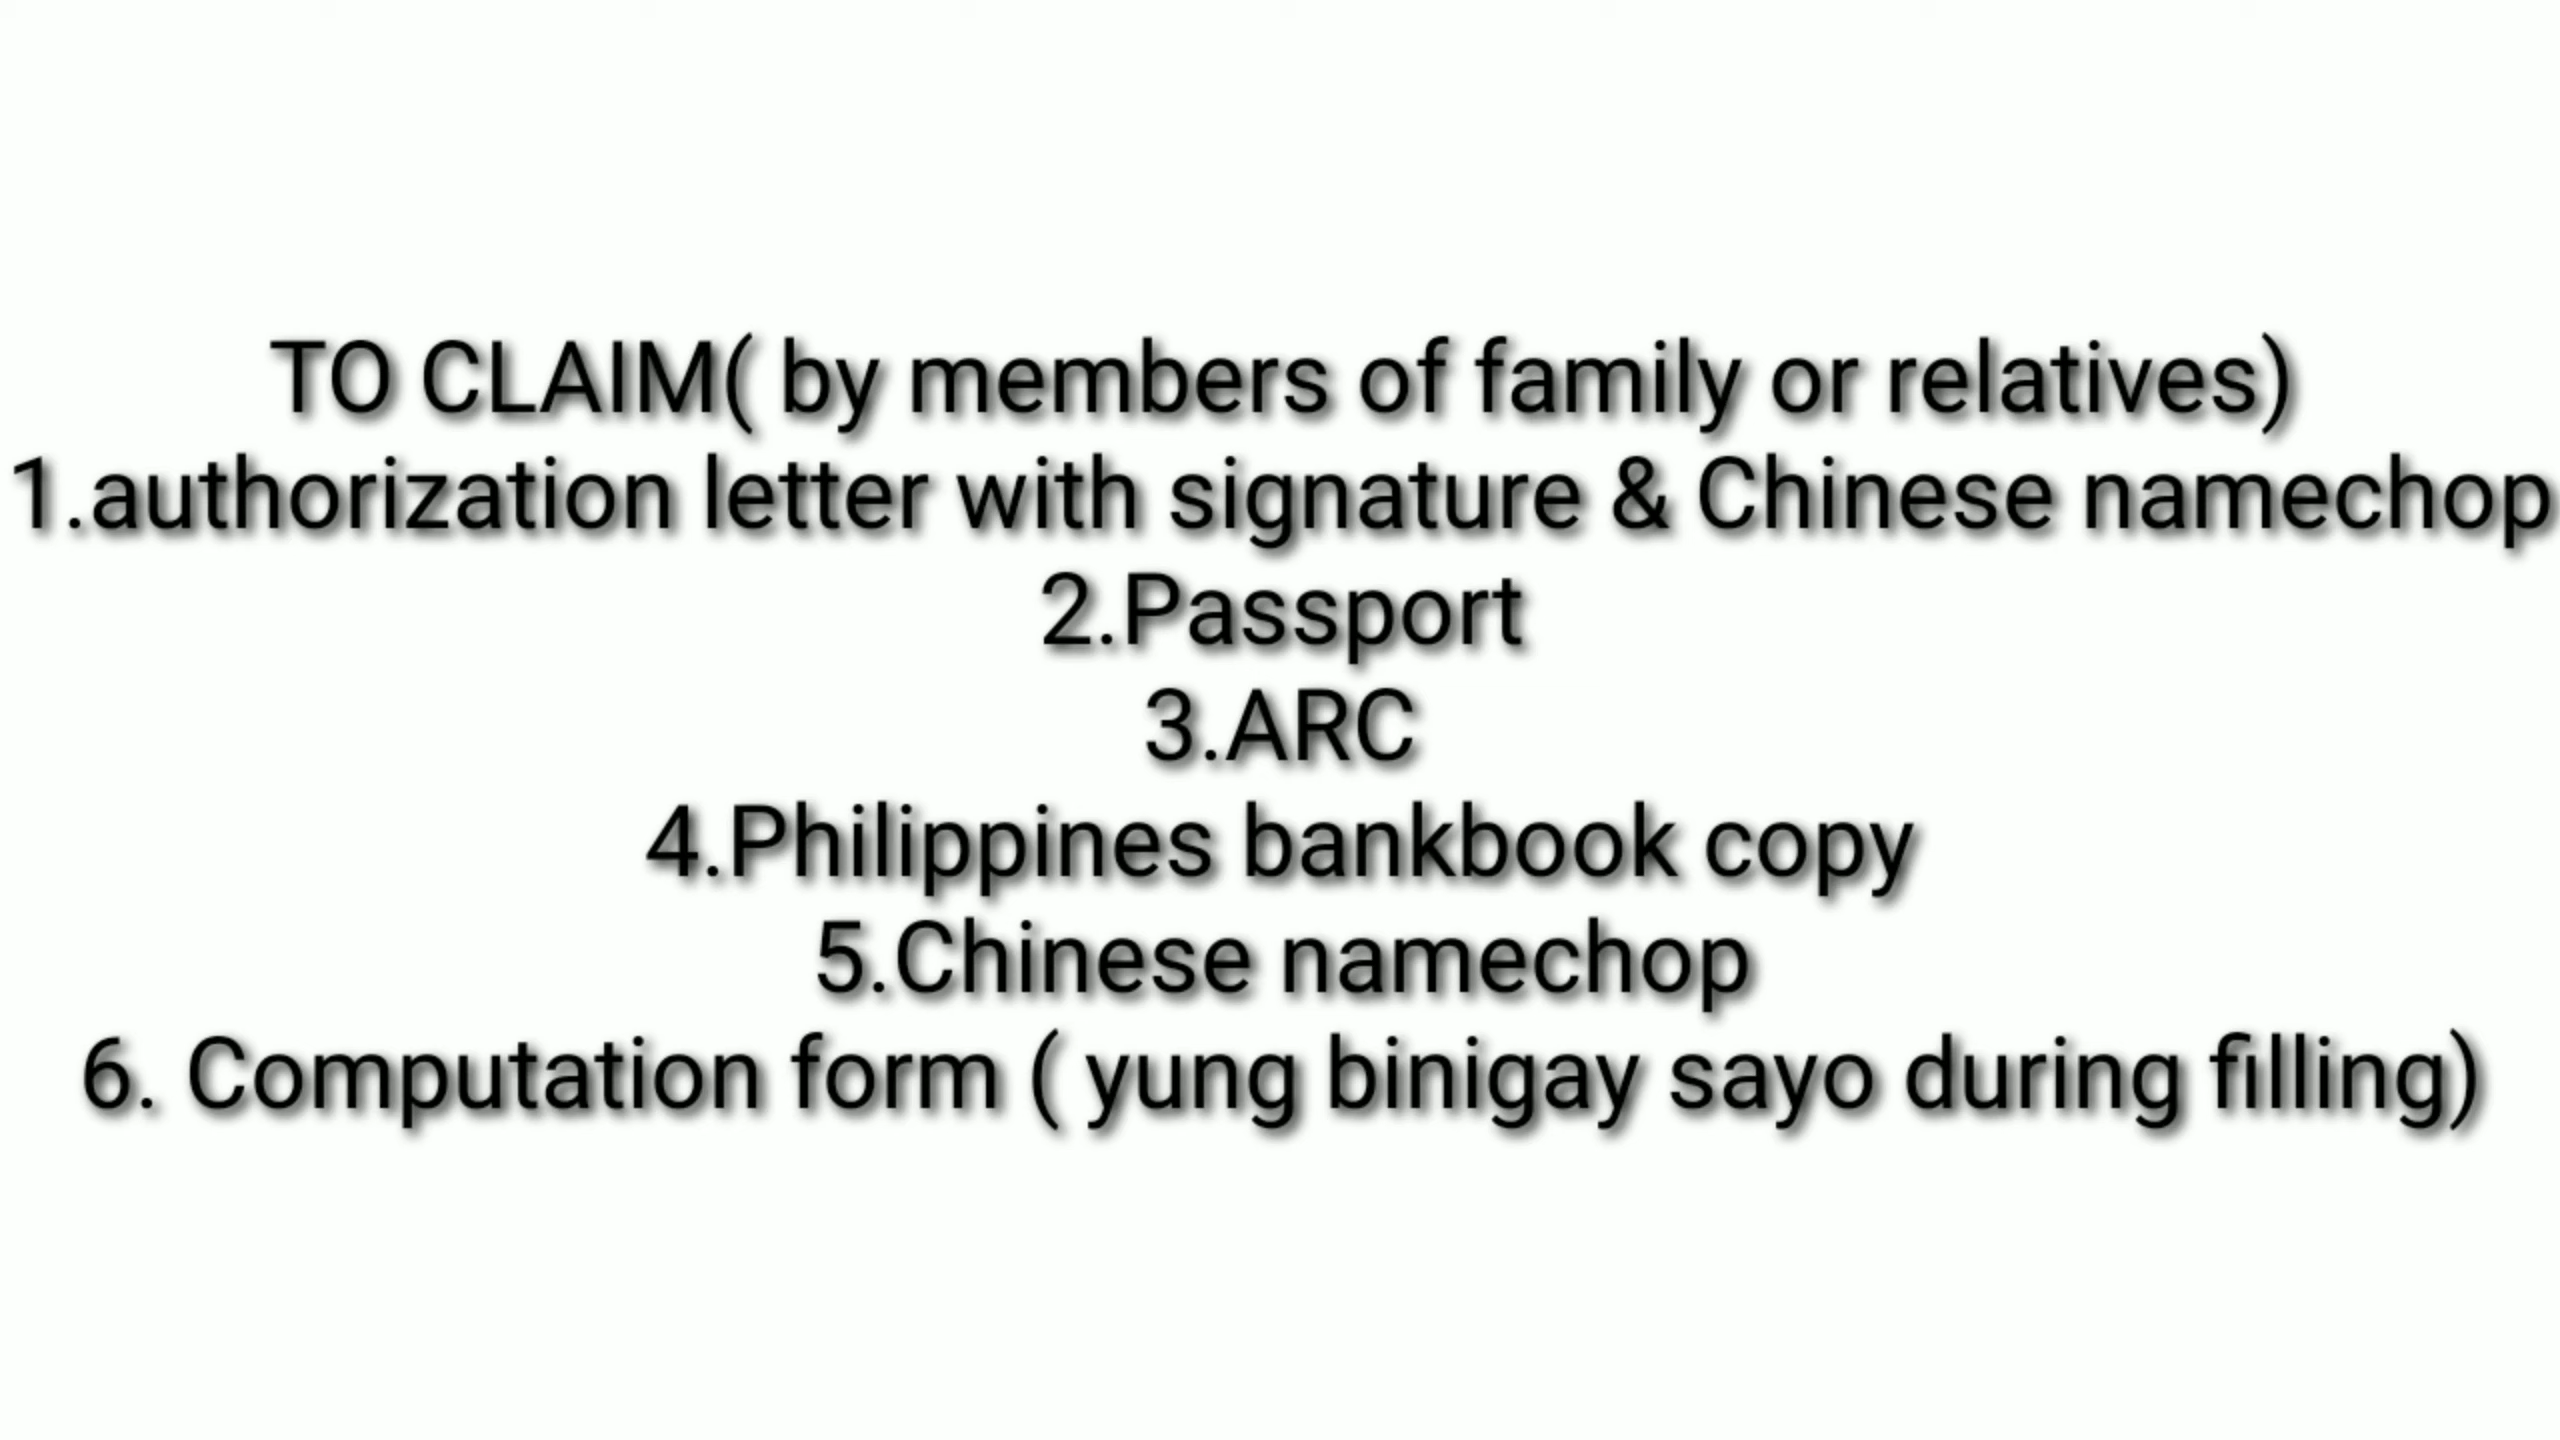 TO CLAIM( by members of family or relatives)
1.authorization letter with signature & Chinese namechop
2.Passport
3.ARC
4.Philippines bankbook copy
5.Chinese namechop
6. Computation form ( yung binigay sayo during filling)